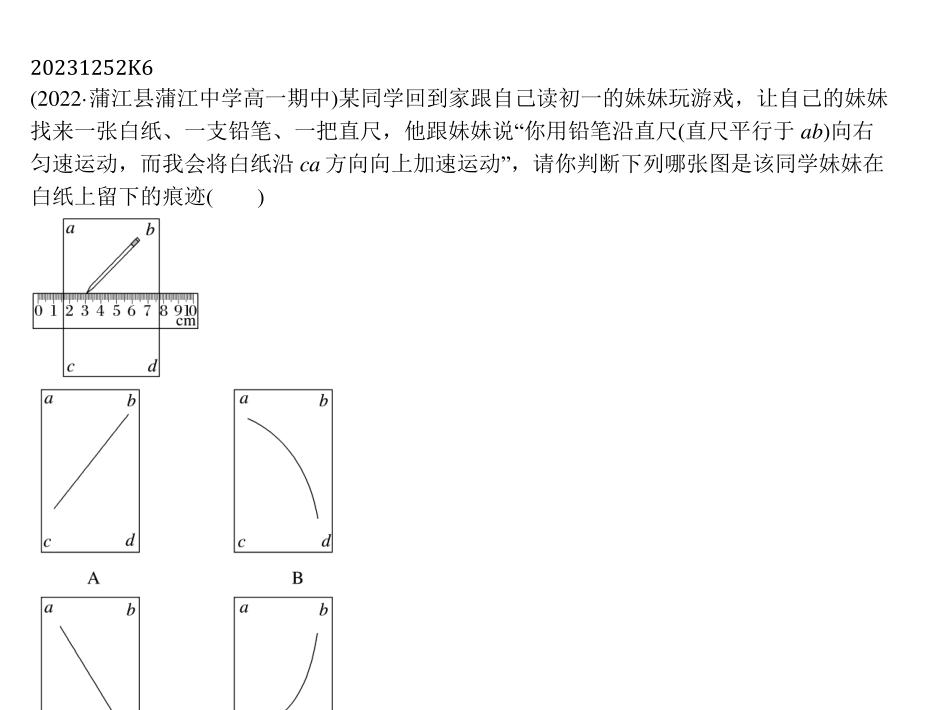 20231252K6
(2022·蒲江县蒲江中学高一期中)某同学回到家跟自己读初一的妹妹玩游戏，让自己的妹妹
找来一张白纸、一支铅笔、一把直尺，他跟妹妹说“你用铅笔沿直尺(直尺平行于 ab)向右
匀速运动，而我会将白纸沿 ca 方向向上加速运动”，请你判断下列哪张图是该同学妹妹在
白纸上留下的痕迹(　　)
a b
0 1 2 3 4 5 6 7 8 9 10
cm
c d
a b a b
c d c d
A B
a b a b